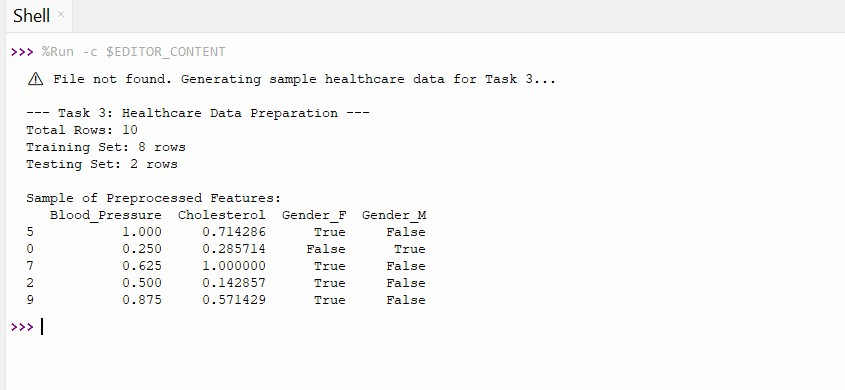 Shell ×
>>> %Run -c $EDITOR_CONTENT
⚠ File not found. Generating sample healthcare data for Task 3...
--- Task 3: Healthcare Data Preparation ---
Total Rows: 10
Training Set: 8 rows
Testing Set: 2 rows
Sample of Preprocessed Features:
   Blood_Pressure  Cholesterol  Gender_F  Gender_M
5           1.000     0.714286      True     False
0           0.250     0.285714     False      True
7           0.625     1.000000      True     False
2           0.500     0.142857      True     False
9           0.875     0.571429      True     False
>>>